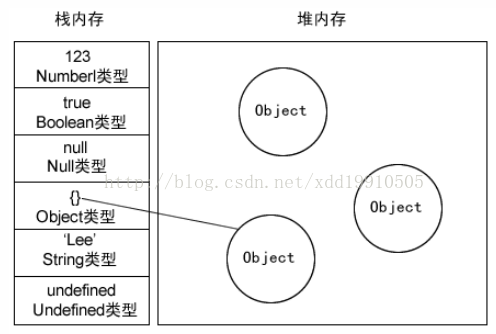 栈内存
堆内存
123
Numberl类型
true
Boolean类型
null
Null类型
{}
Object类型
‘Lee’
String类型
undefined
Undefined类型
Object
Object
Object
http://blog.csdn.net/xdd19910505